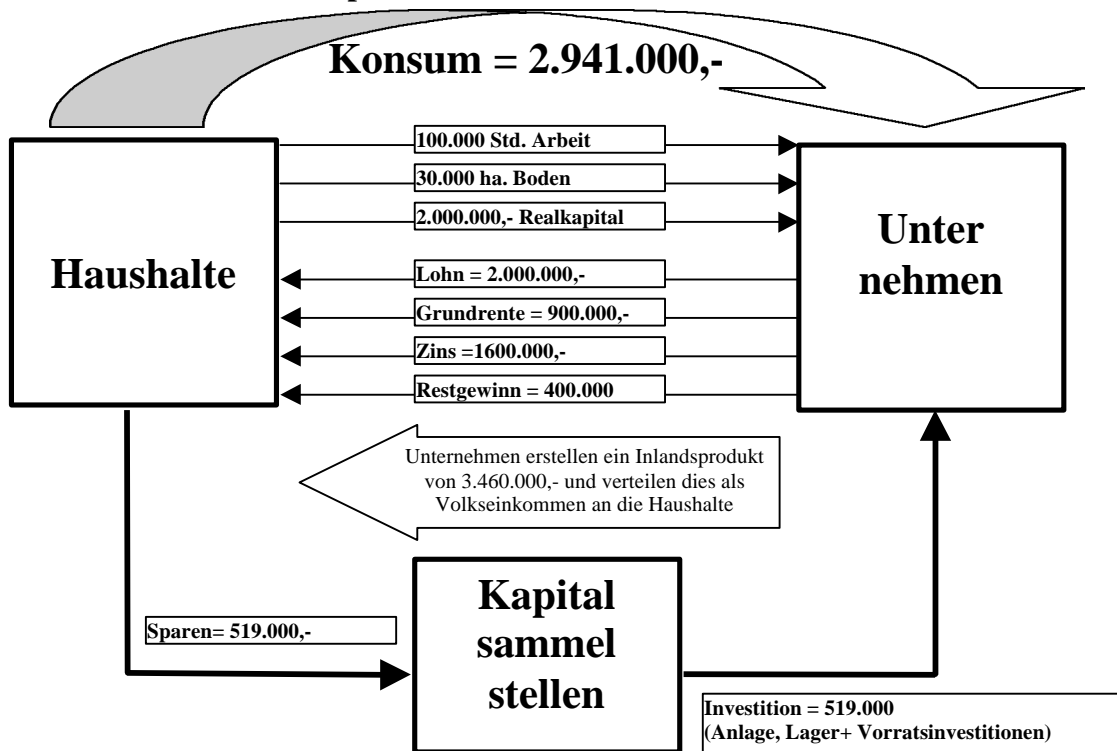 Konsum = 2.941.000,-
100.000 Std. Arbeit
30.000 ha. Boden
2.000.000,- Realkapital
Haushalte
Unter
nehmen
Lohn = 2.000.000,-
Grundrente = 900.000,-
Zins =1600.000,-
Restgewinn = 400.000
Unternehmen erstellen ein Inlandsprodukt
von 3.460.000,- und verteilen dies als
Volkseinkommen an die Haushalte
Kapital
sammel
stellen
Sparen= 519.000,-
Investition = 519.000
(Anlage, Lager+ Vorratsinvestitionen)